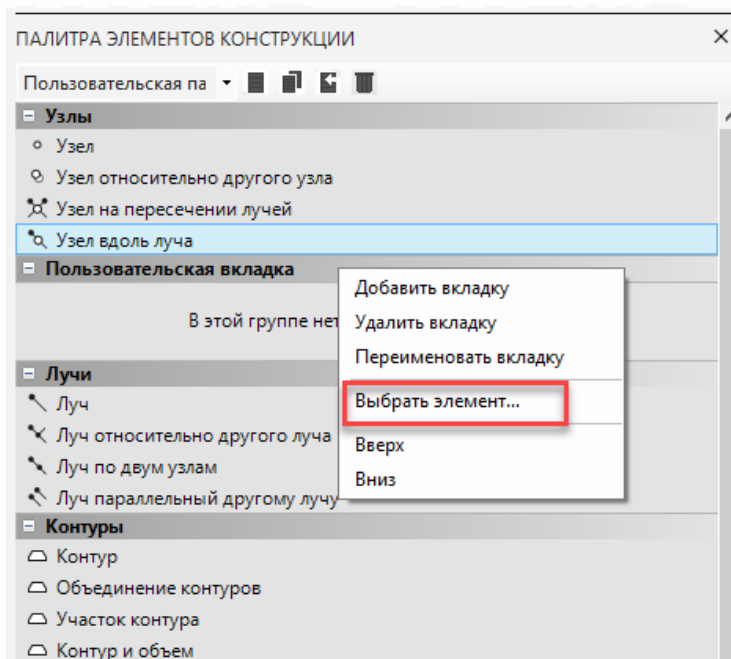 ПАЛИТРА ЭЛЕМЕНТОВ КОНСТРУКЦИИ
Пользовательская па
Узлы
Узел
Узел относительно другого узла
Узел на пересечении лучей
Узел вдоль луча
Пользовательская вкладка
В этой группе нет
Добавить вкладку
Удалить вкладку
Переименовать вкладку
Выбрать элемент...
Вверх
Вниз
Лучи
Луч
Луч относительно другого луча
Луч по двум узлам
Луч параллельный другому лучу
Контуры
Контур
Объединение контуров
Участок контура
Контур и объем